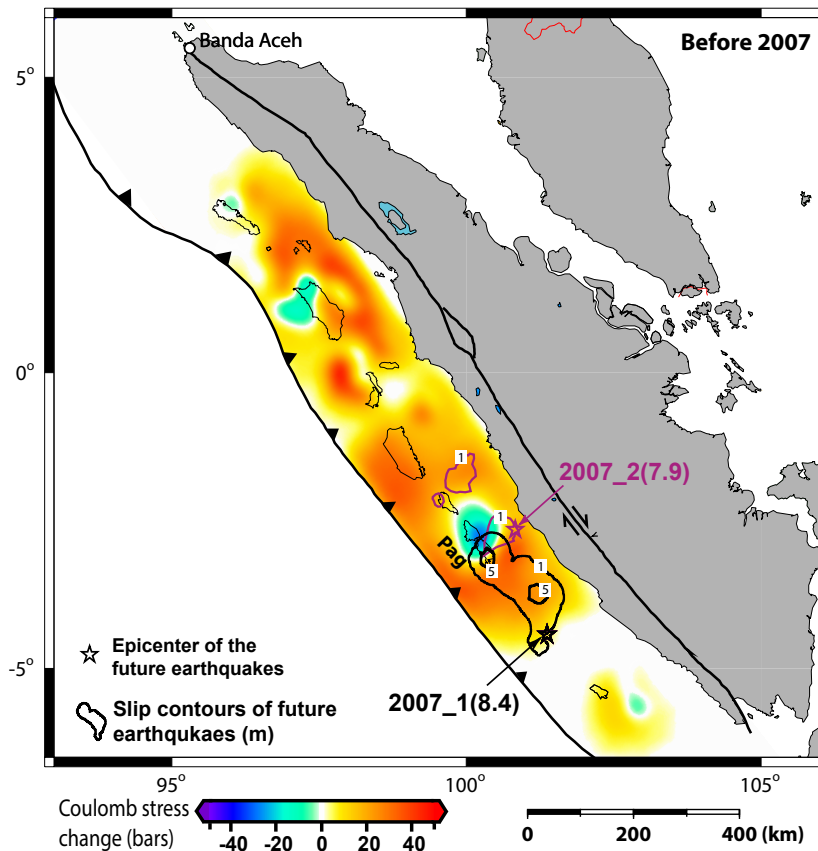 Banda Aceh
Before 2007
5°
0°
-5°
1
2007_2(7.9)
1
Pag
5
1
5
Epicenter of the
future earthquakes
2007_1(8.4)
Slip contours of future
earthqukaes (m)
95°
100°
105°
Coulomb stress
change (bars)
-40 -20 0 20 40
0 200 400 (km)